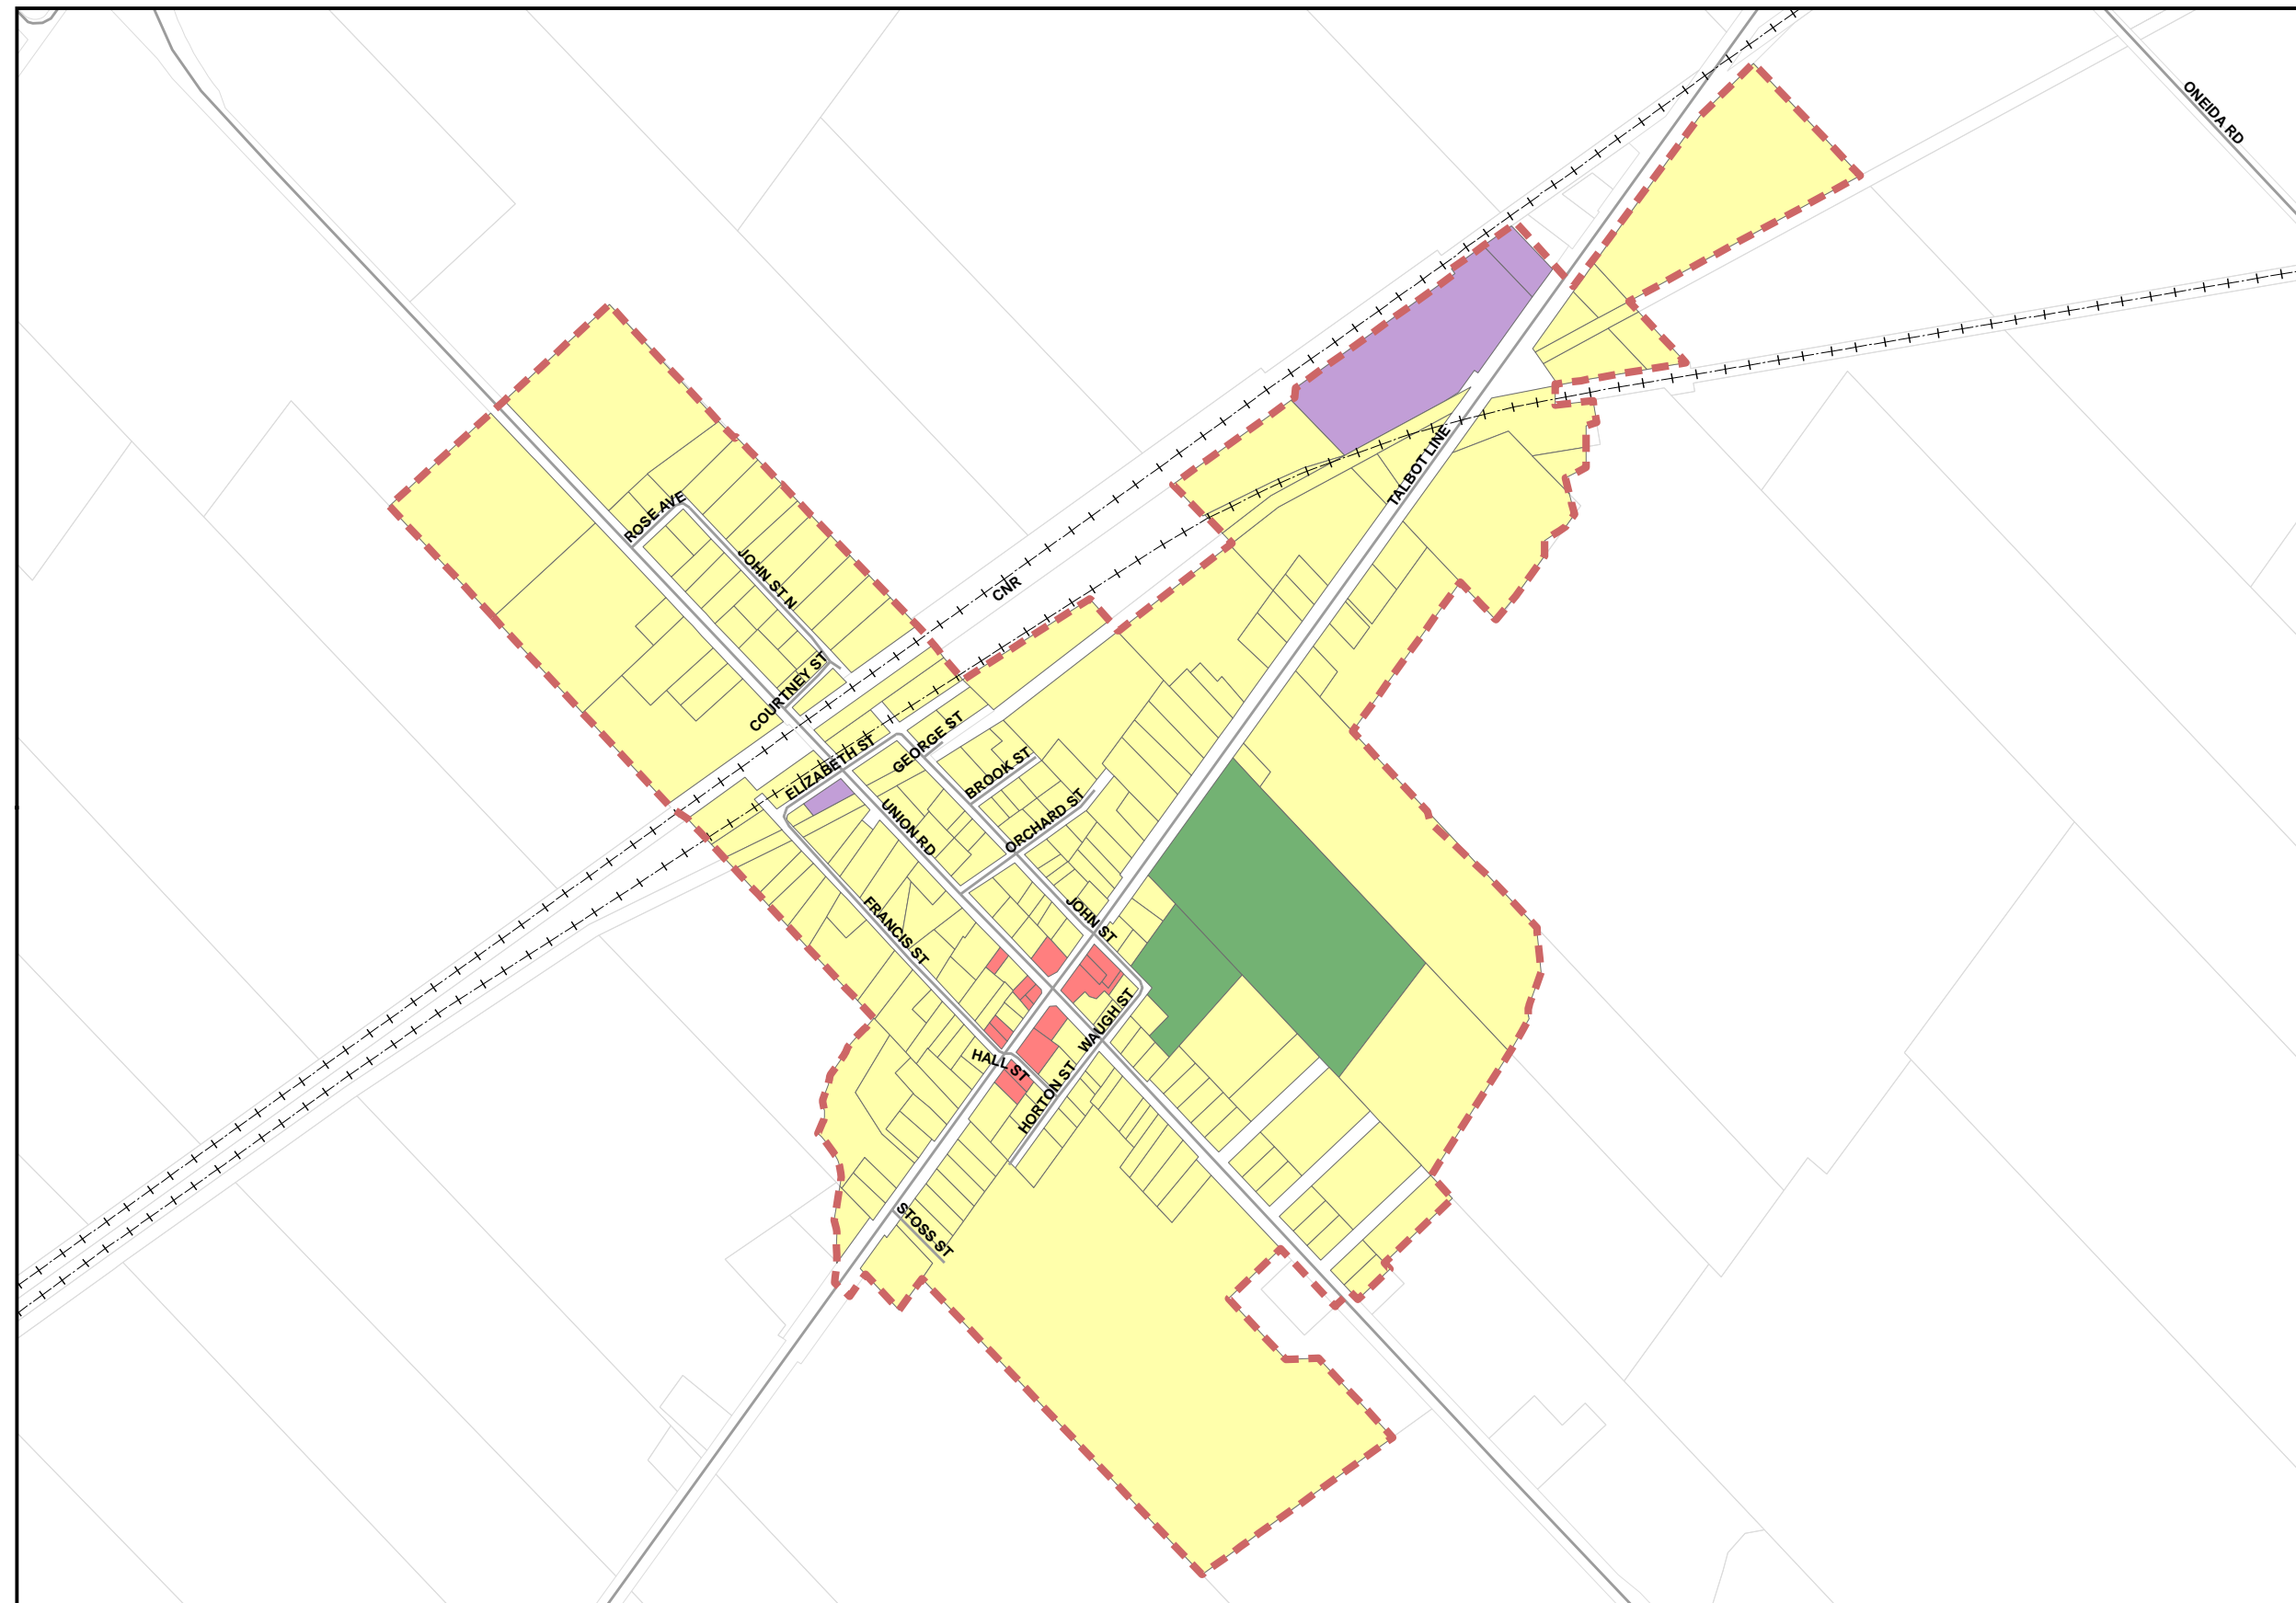 ONEIDA RD
TALBOT LINE
ROSE AVE
JOHN ST N
CNR
COURTNEY ST
GEORGE ST
ELIZABETH ST
BROOK ST
ORCHARD ST
UNION RD
FRANCIS ST
JOHN ST
WAUGH ST
HALL ST
HORTON ST
STOSS ST